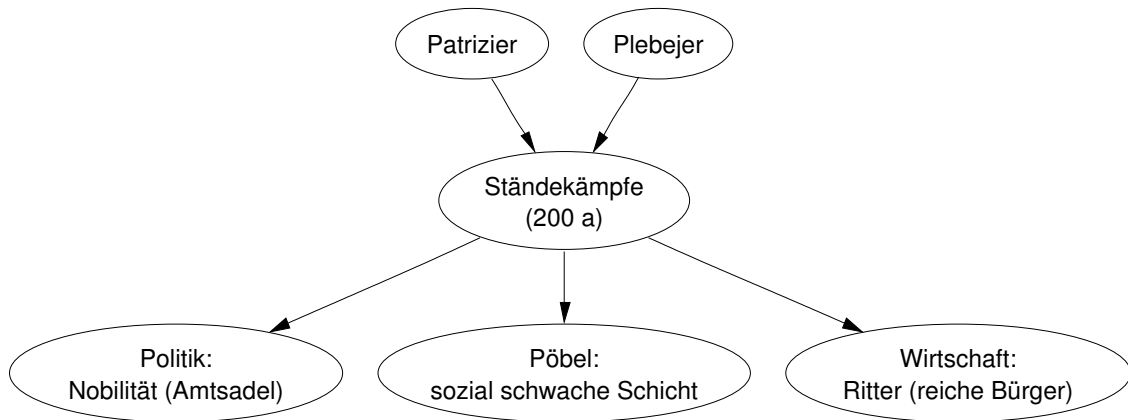 Patrizier
Plebejer
Ständekämpfe
(200 a)
Politik:
Nobilität (Amtsadel)
Pöbel:
sozial schwache Schicht
Wirtschaft:
Ritter (reiche Bürger)